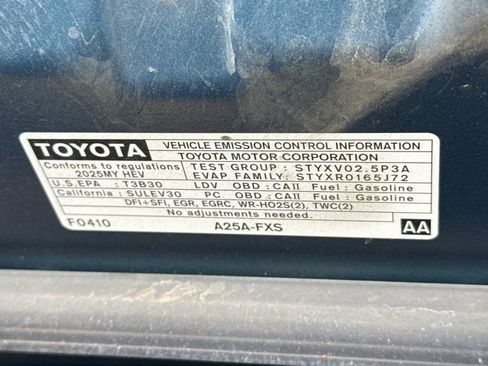 TOYOTA VEHICLE EMISSION CONTROL INFORMATION
TOYOTA MOTOR CORPORATION
Conforms to regulations TEST GROUP : STYXV02.5P3A
2025MY HEV EVAP FAMILY: STYXR0165J72
U.S.EPA : T3B30 LDV OBD : CAII Fuel : Gasoline
California : SULEV30 PC OBD : CAII Fuel : Gasoline
DFI+SFI, EGR, EGRC, WR-HO2S(2), TWC(2)
No adjustments needed.
F0410 A25A-FXS AA